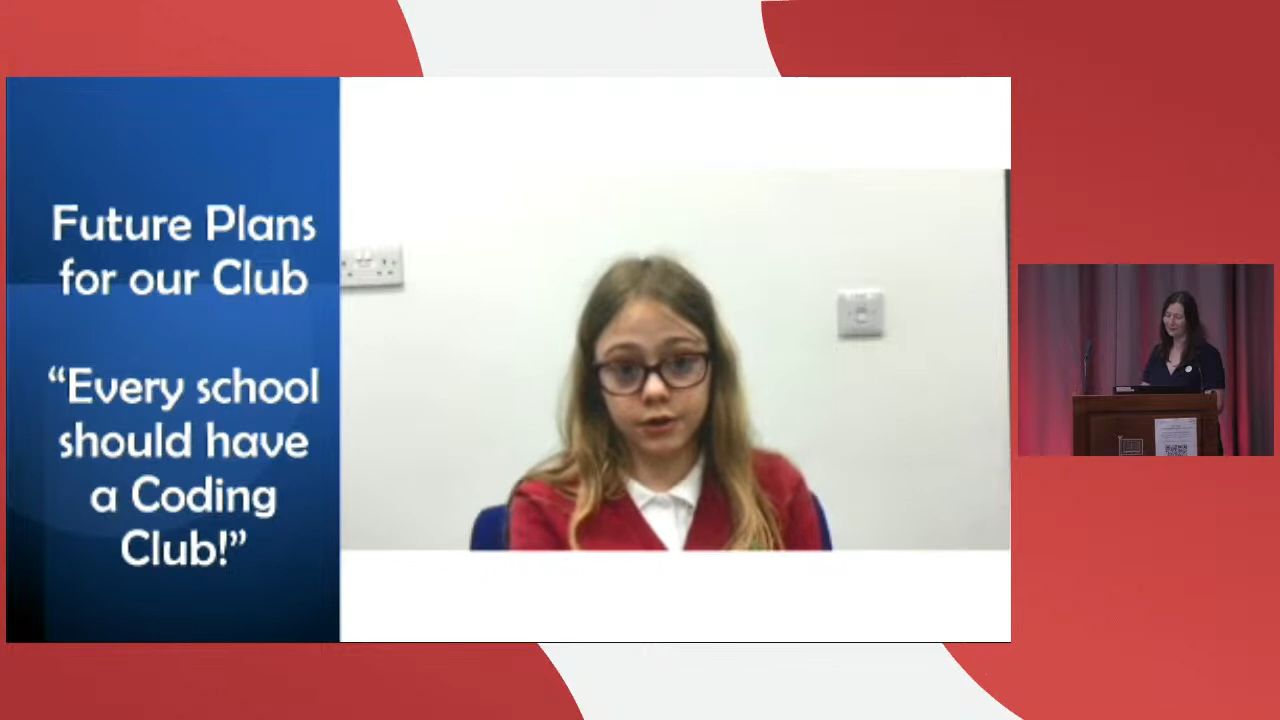 Future Plans
for our Club
“Every school
should have
a Coding
Club!”